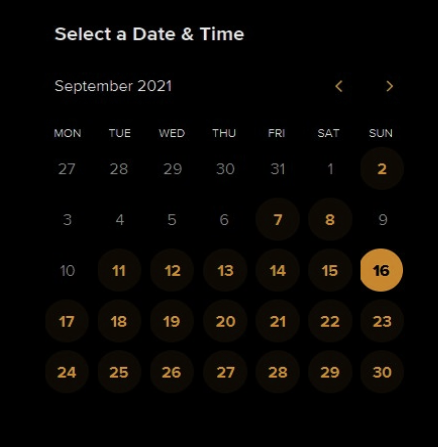 Select a Date & Time
September 2021
MON TUE WED THU FRI SAT SUN
27 28 29 30 31 1 2
3 4 5 6 7 8 9
10 11 12 13 14 15 16
17 18 19 20 21 22 23
24 25 26 27 28 29 30